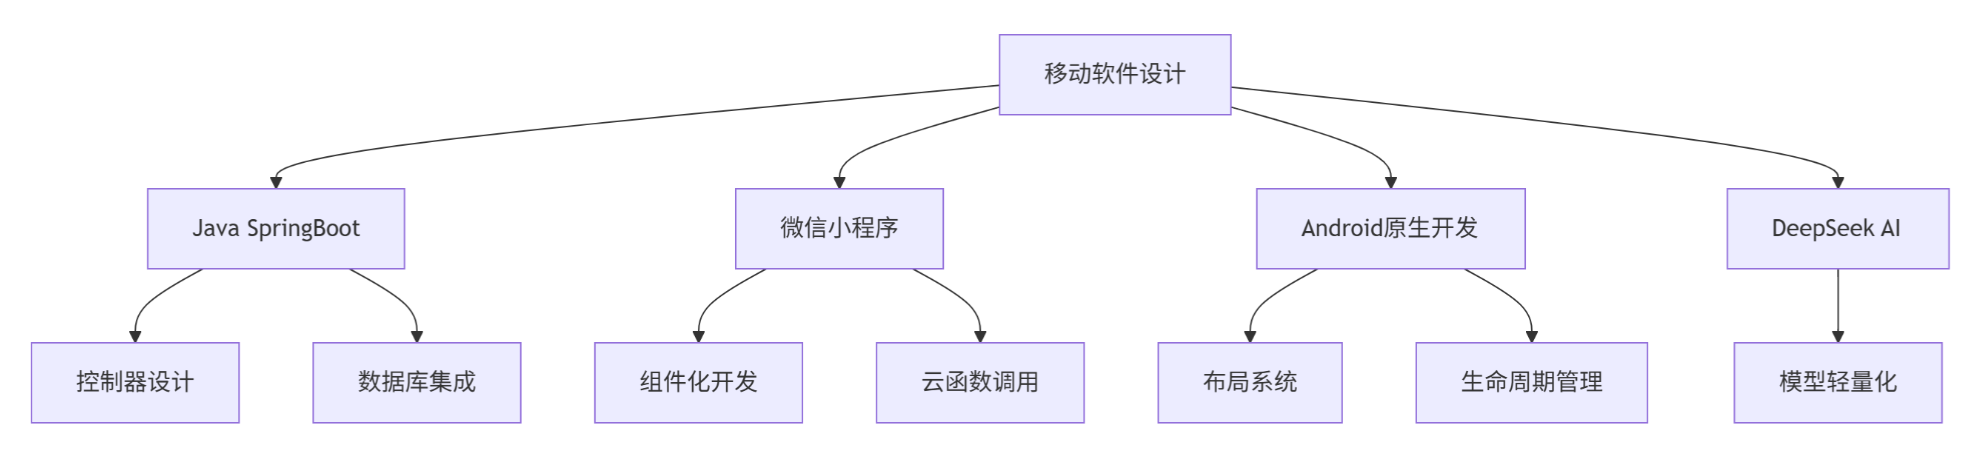 移动软件设计
Java SpringBoot
微信小程序
Android原生开发
DeepSeek AI
控制器设计
数据库集成
组件化开发
云函数调用
布局系统
生命周期管理
模型轻量化